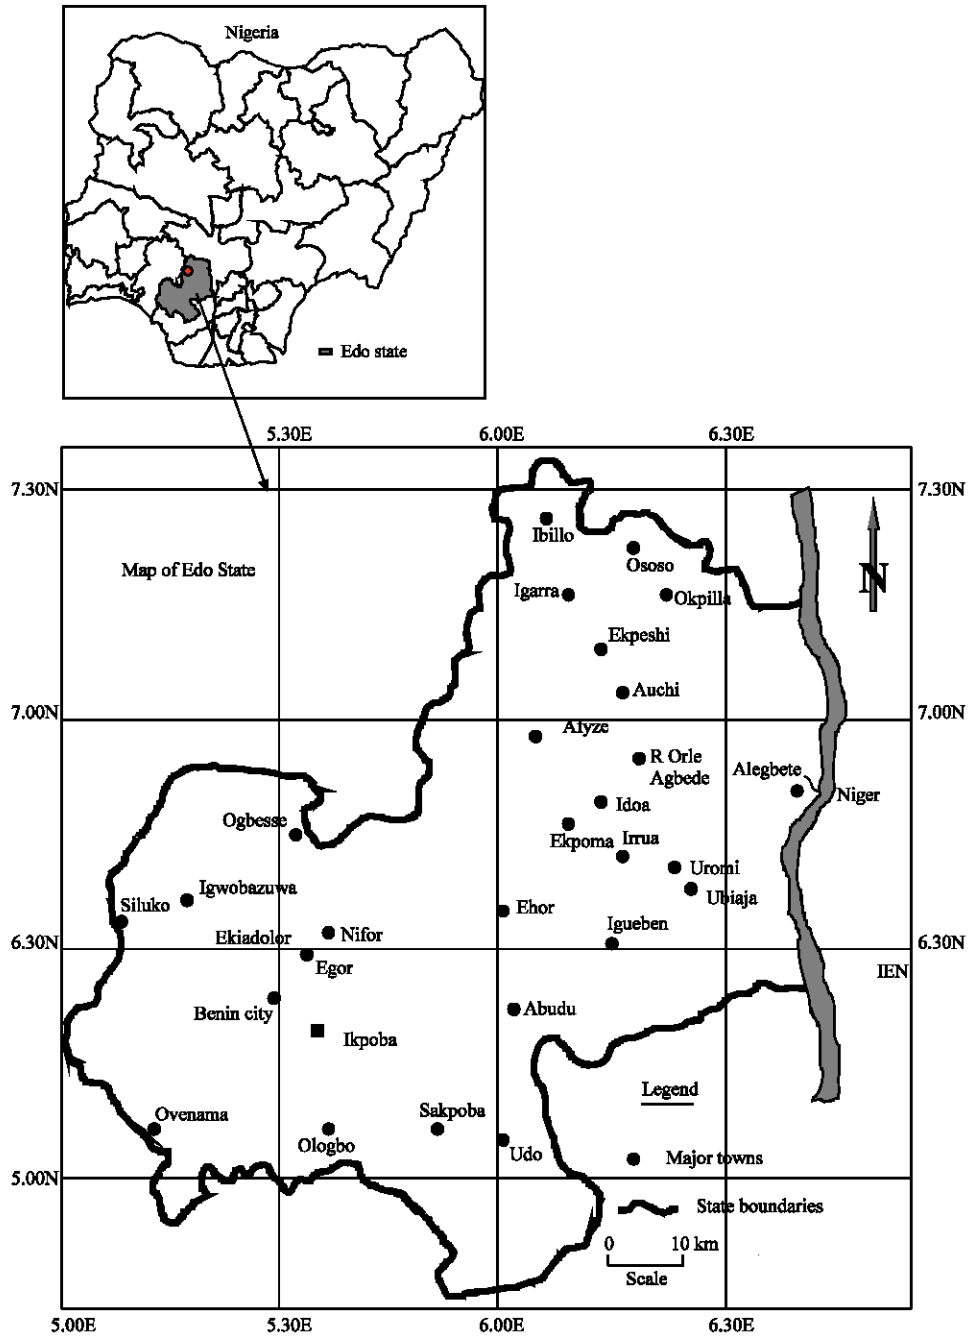 Nigeria
Edo state
5.30E
6.00E
6.30E
7.30N
7.30N
Map of Edo State
N
Ibillo
Ososo
Igarra
Okpilla
Ekpeshi
Auchi
7.00N
7.00N
Afyze
R Orle
Agbede
Alegbete
Niger
Idoa
Ogbesse
Ekpoma
Irrua
Uromi
Ubiaja
Igwobazuwa
Siluko
Ehor
Igueben
Ekiadolor
Nifor
6.30N
6.30N
Egor
IEN
Benin city
Abudu
Ikpoba
Legend
Ovenama
Sakpoba
Ologbo
Udo
Major towns
5.00N
5.00N
State boundaries
0 10 km
Scale
5.00E
5.30E
6.00E
6.30E